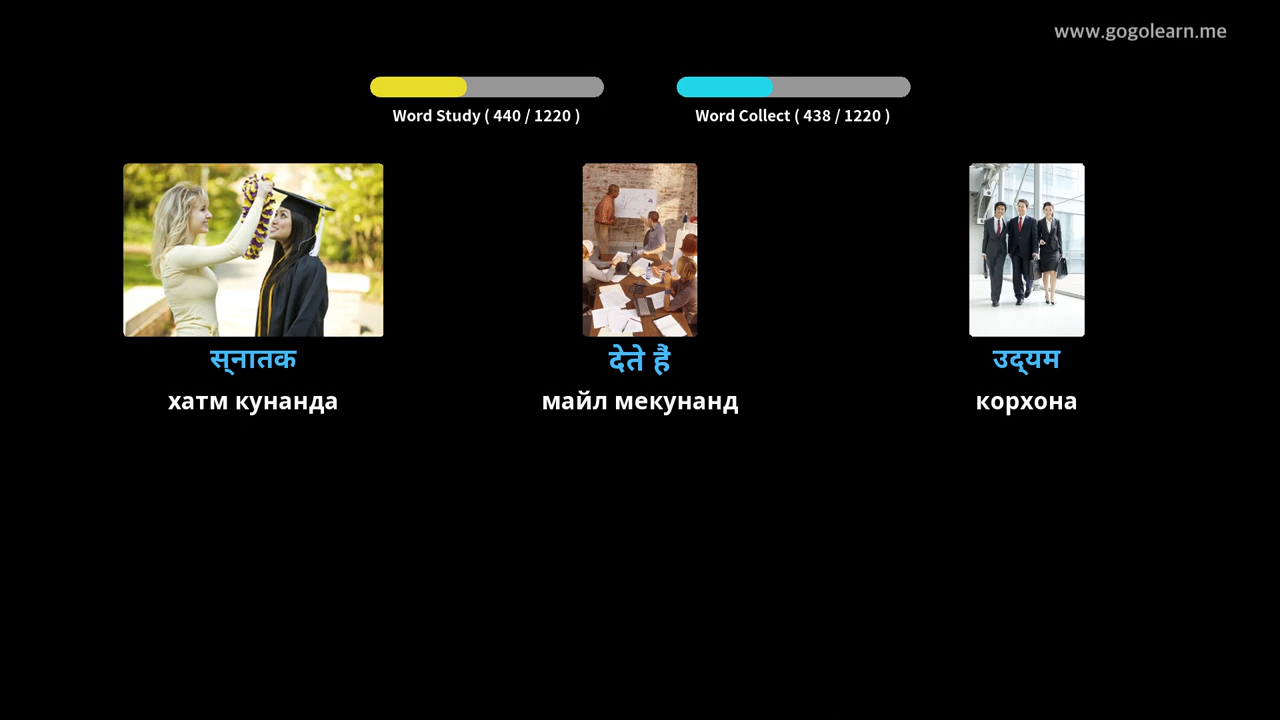 www.gogolearn.me
Word Study ( 440 / 1220 )
Word Collect ( 438 / 1220 )
स्नातक
देते हैं
उद्यम
хатм кунанда
майл мекунанд
корхона